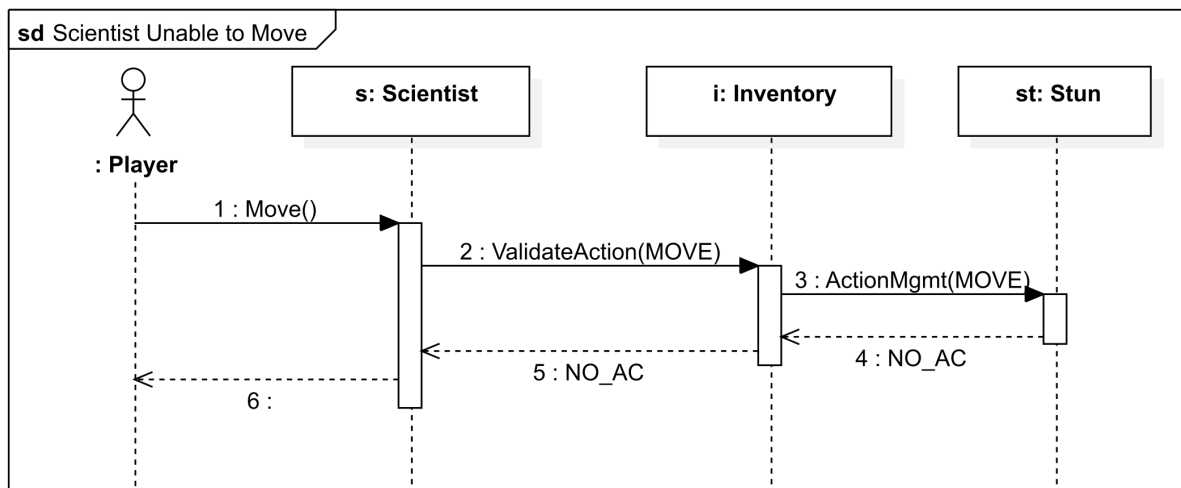 sd Scientist Unable to Move
s: Scientist
i: Inventory
st: Stun
: Player
1 : Move()
2 : ValidateAction(MOVE)
3 : ActionMgmt(MOVE)
4 : NO_AC
5 : NO_AC
6 :